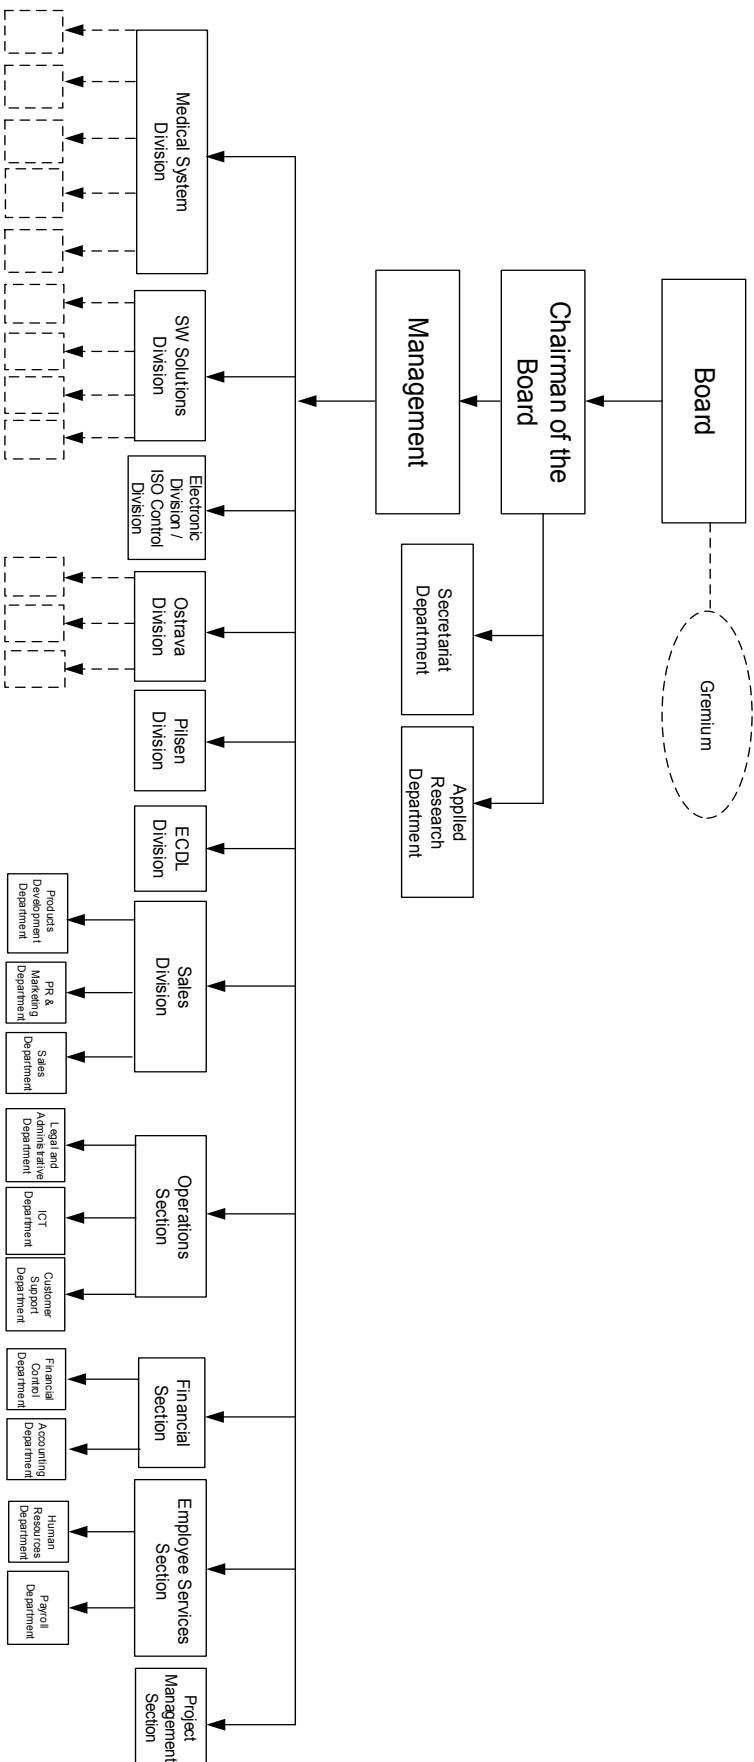 Board
Gremium
Chairman of the
Board
Secretariat
Department
Applled
Research
Department
Management
Medical System
Division
SW Solutions
Division
Electronic
Division /
ISO Control
Division
Ostrava
Division
Pilsen
Division
ECDL
Division
Sales
Division
Operations
Section
Financial
Section
Employee Services
Section
Project
Management
Section
Products
Development
Department
PR &
Marketing
Department
Sales
Department
Legal and
Administrative
Department
ICT
Department
Customer
Support
Department
Financial
Control
Department
Accounting
Department
Human
Resources
Department
Payroll
Department